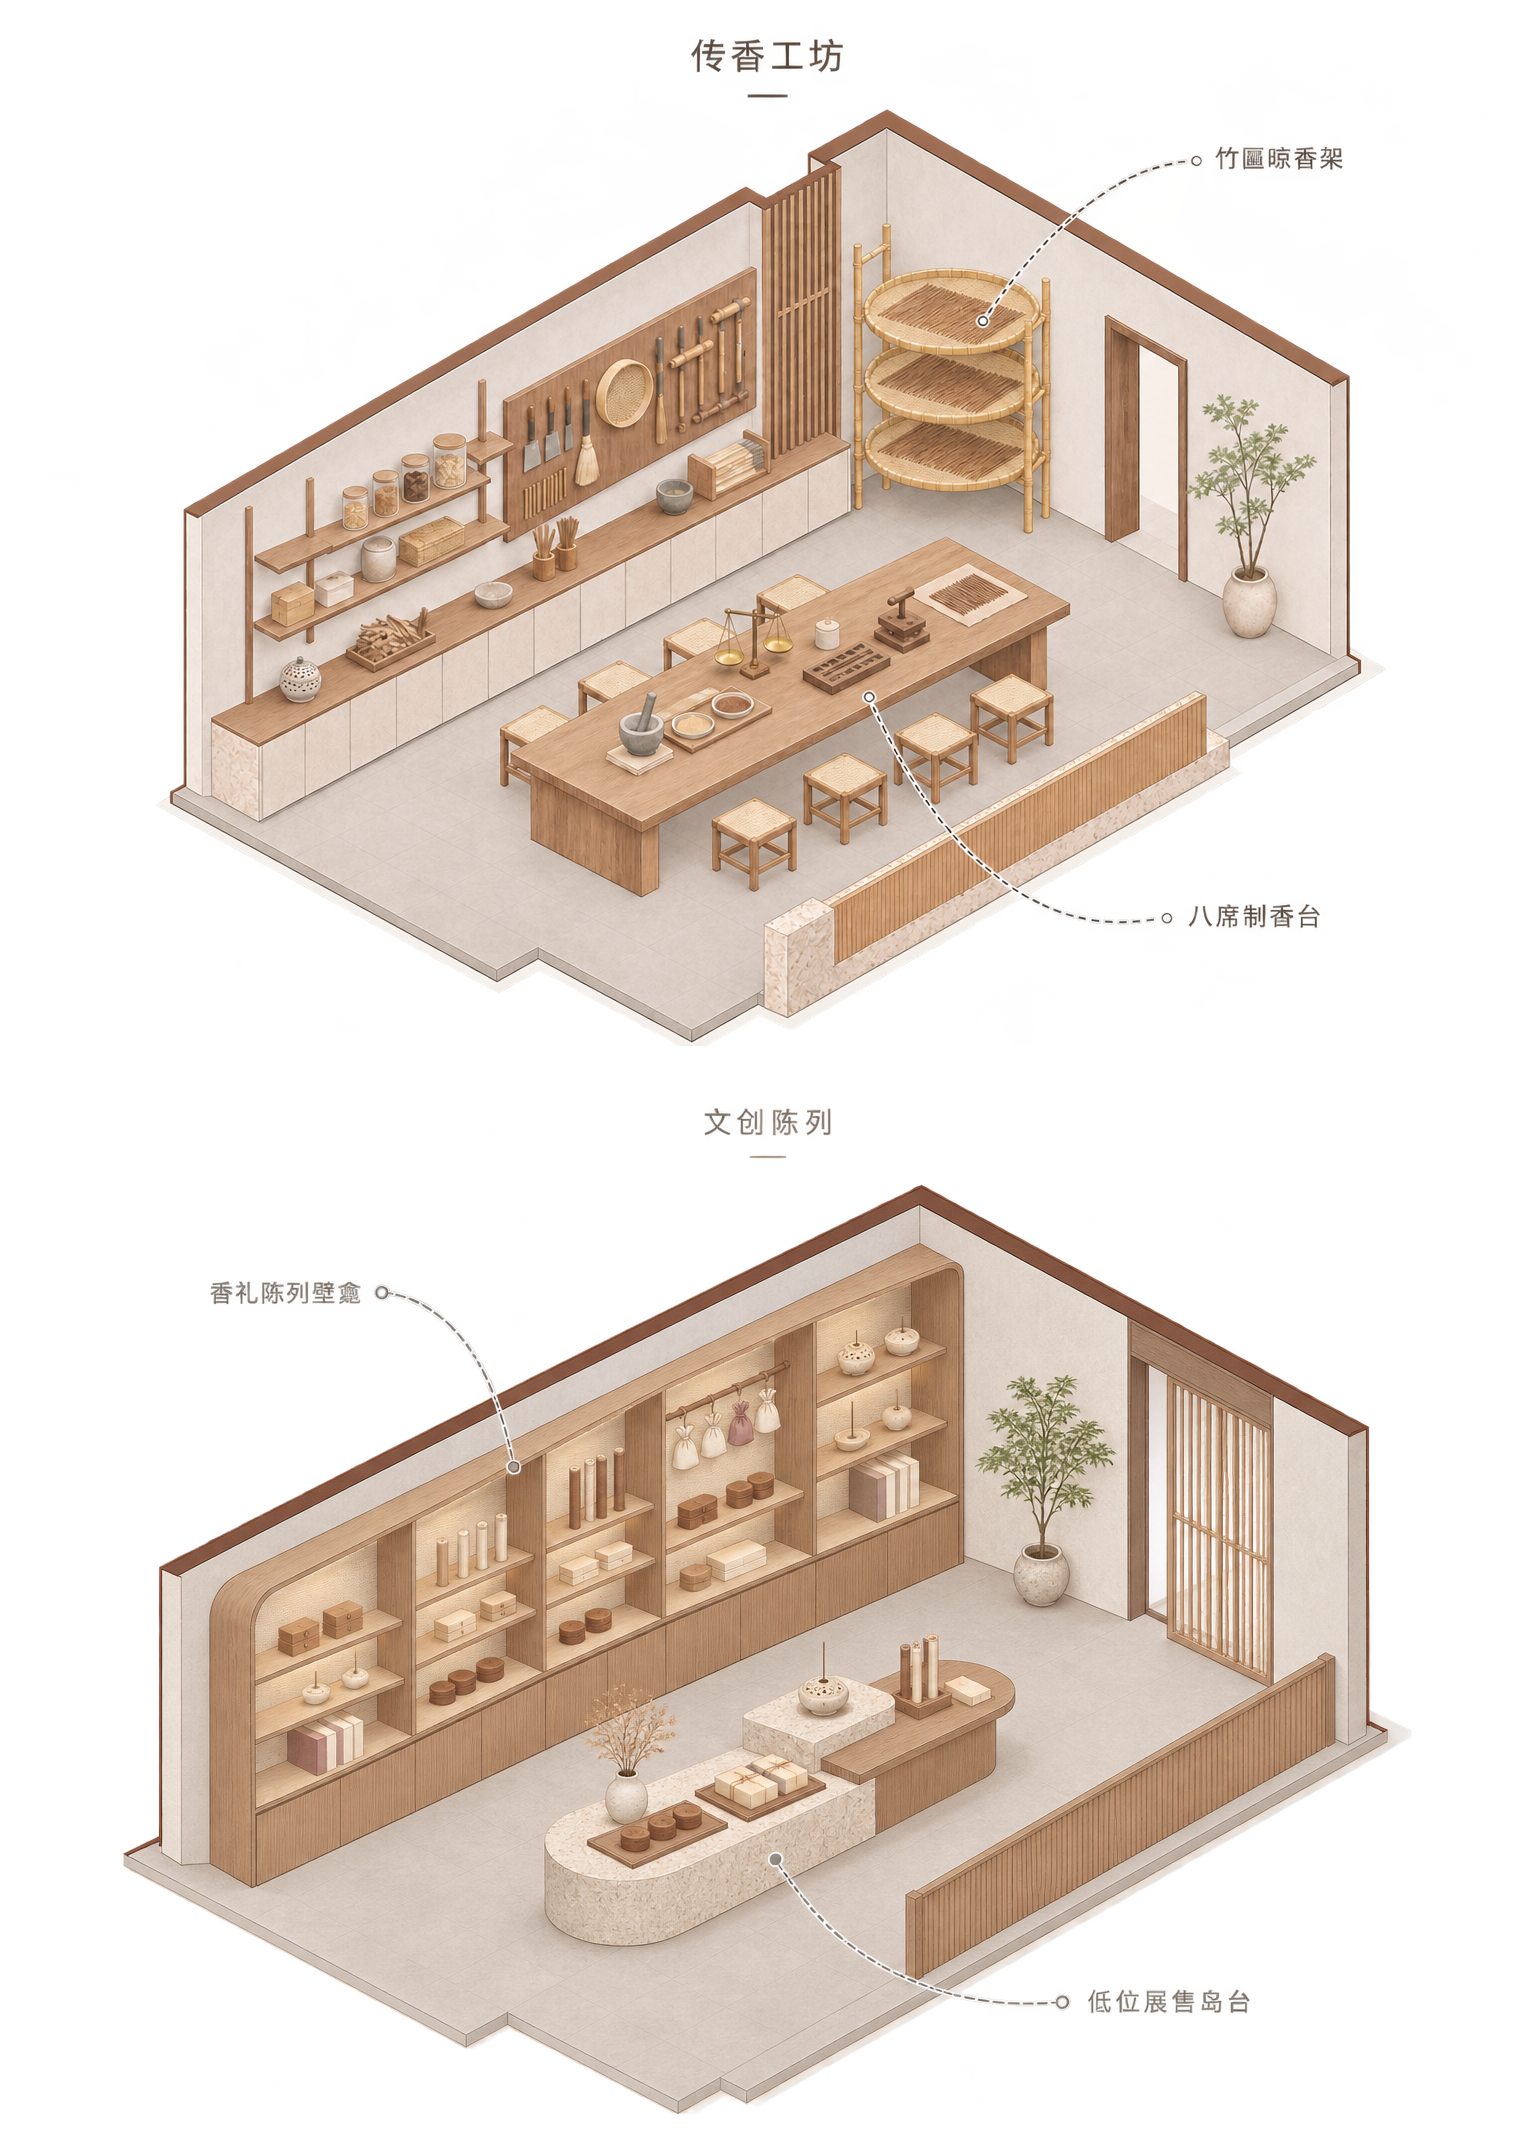 传香工坊
竹匾晾香架
八席制香台
文创陈列
香礼陈列壁龛
低位展售岛台